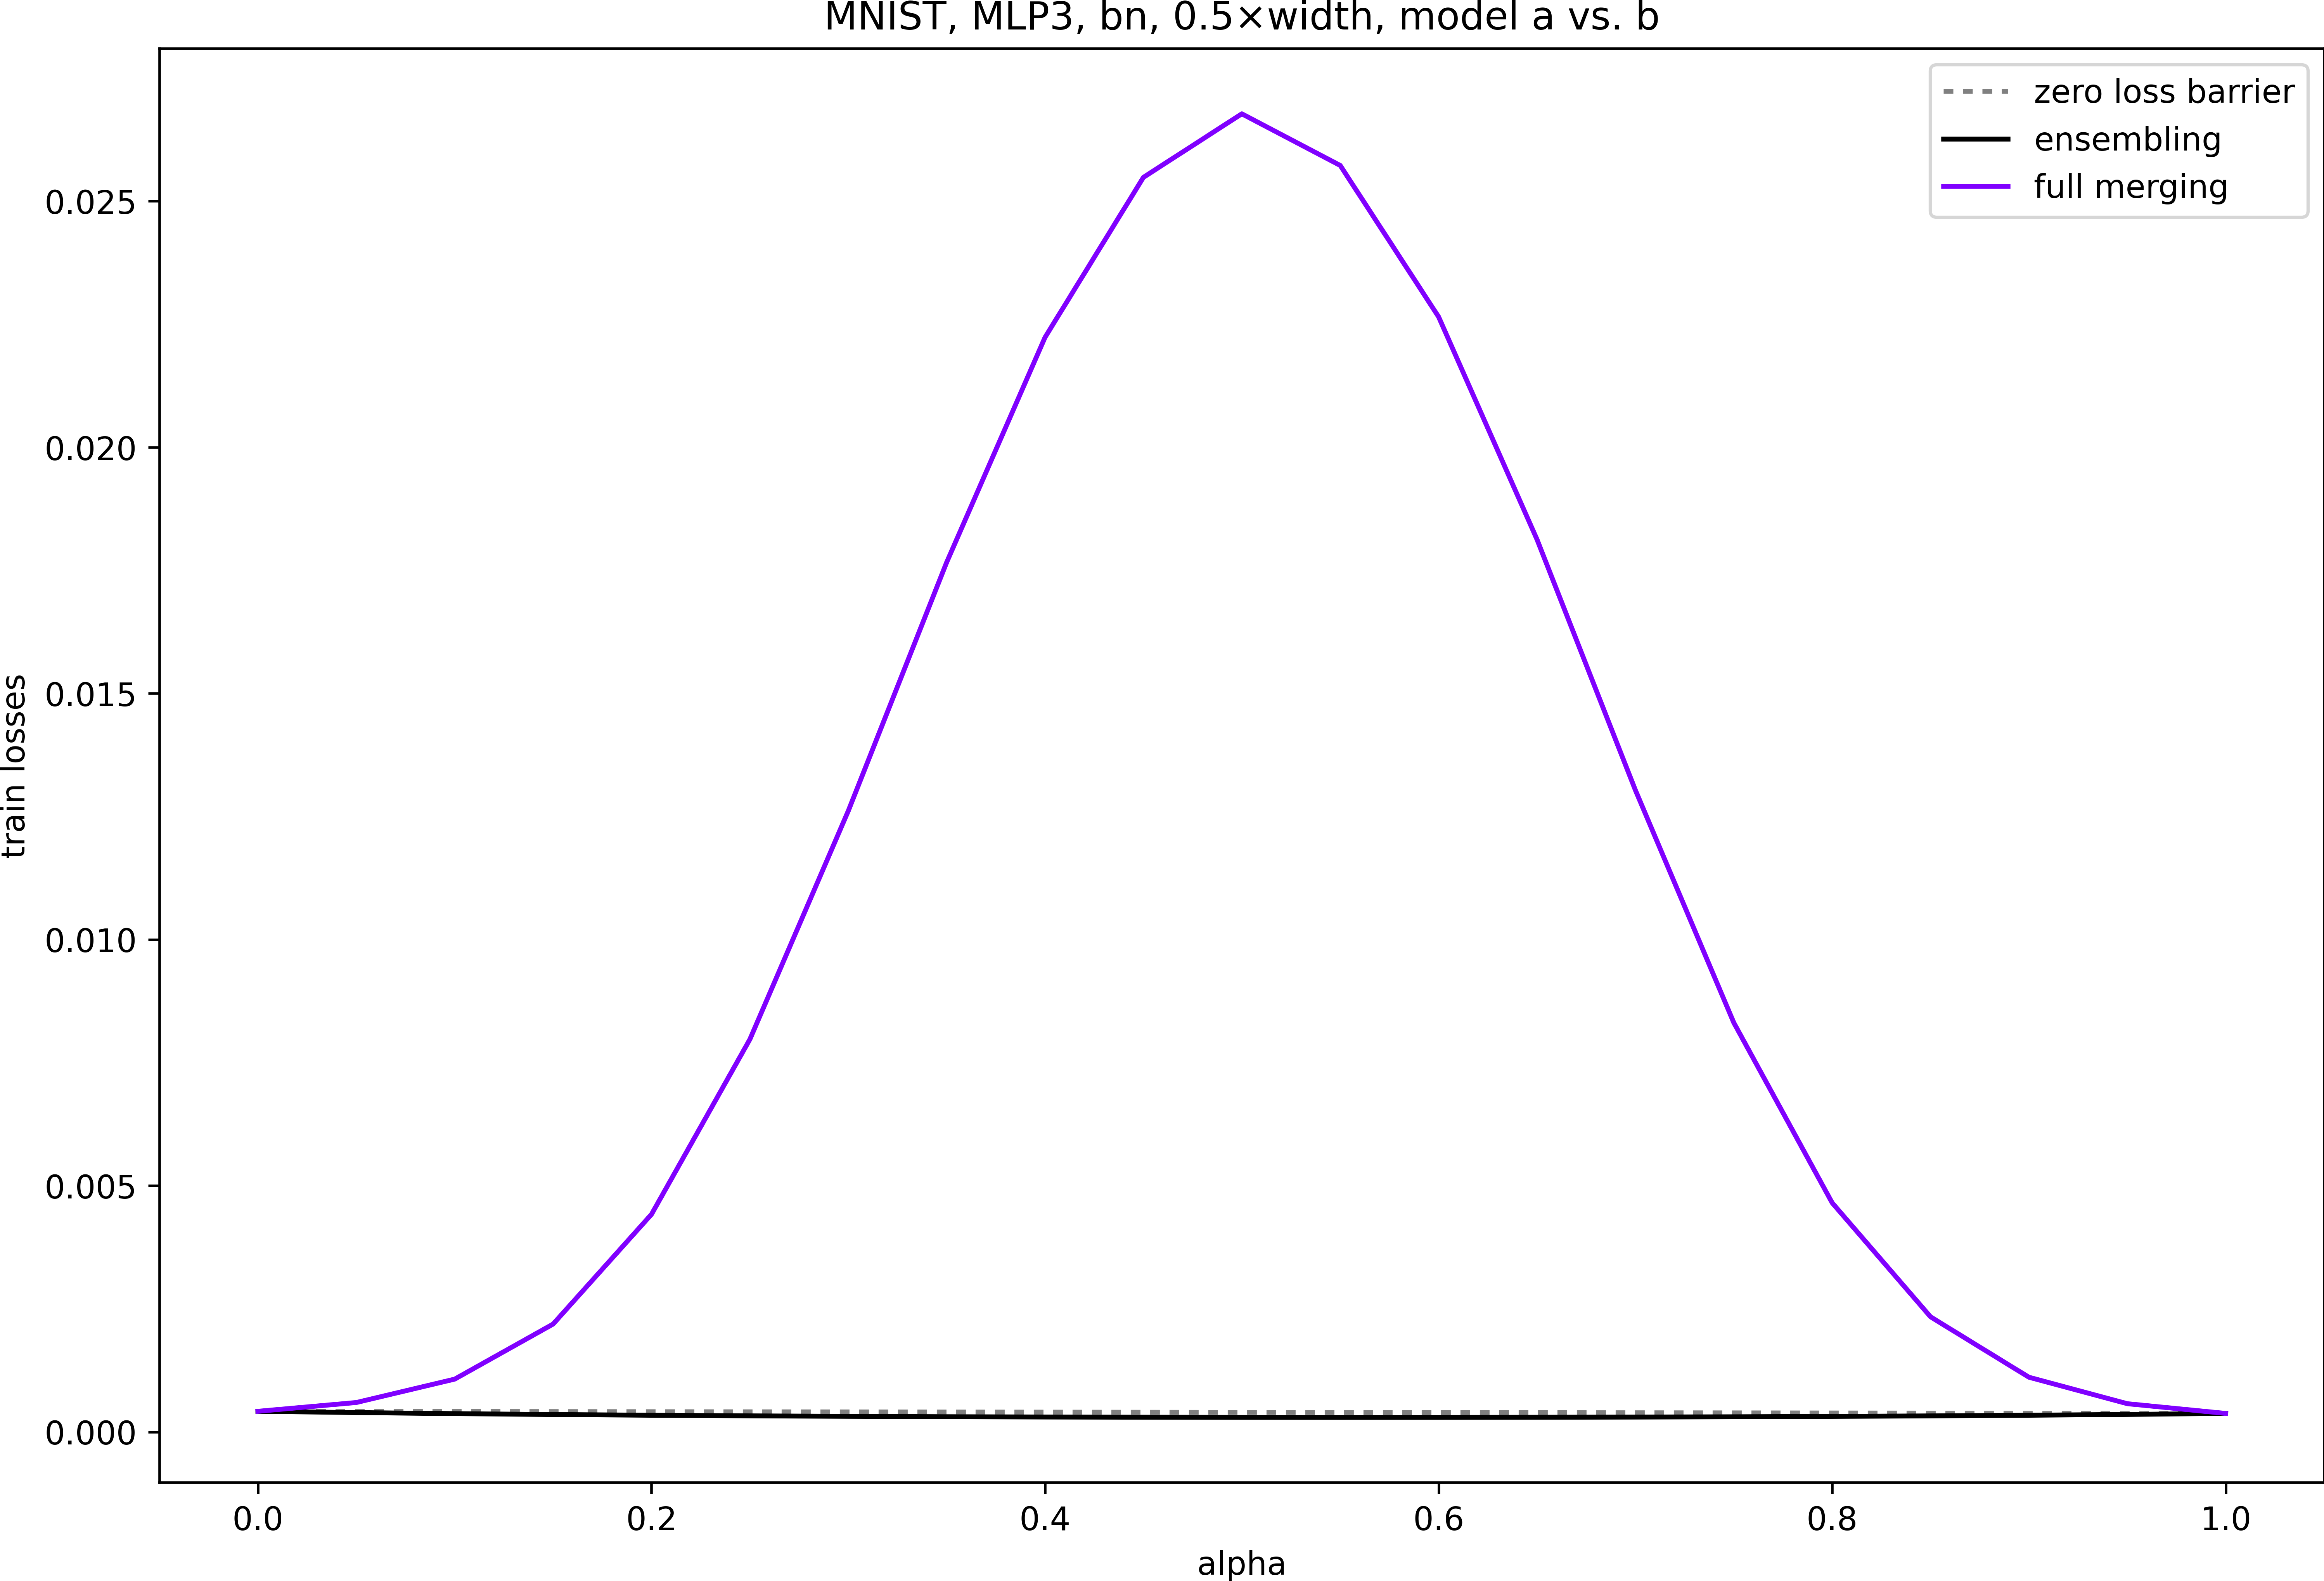 MNIST, MLP3, bn, 0.5×width, model a vs. b
zero loss barrier
ensembling
full merging
train losses
0.025
0.020
0.015
0.010
0.005
0.000
0.0 0.2 0.4 0.6 0.8 1.0
alpha